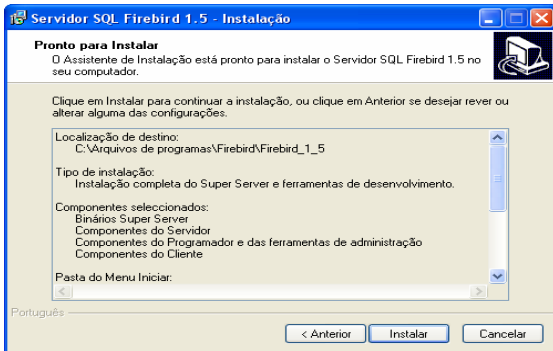 Servidor SQL Firebird 1.5 - Instalação
Pronto para Instalar
O Assistente de Instalação está pronto para instalar o Servidor SQL Firebird 1.5 no
seu computador.
Clique em Instalar para continuar a instalação, ou clique em Anterior se desejar rever ou
alterar alguma das configurações.
Localização de destino:
C:\Arquivos de programas\Firebird\Firebird_1_5
Tipo de instalação:
Instalação completa do Super Server e ferramentas de desenvolvimento.
Componentes seleccionados:
Binários Super Server
Componentes do Servidor
Componentes do Programador e das ferramentas de administração
Componentes do Cliente
Pasta do Menu Iniciar:
Português
< Anterior
Instalar
Cancelar